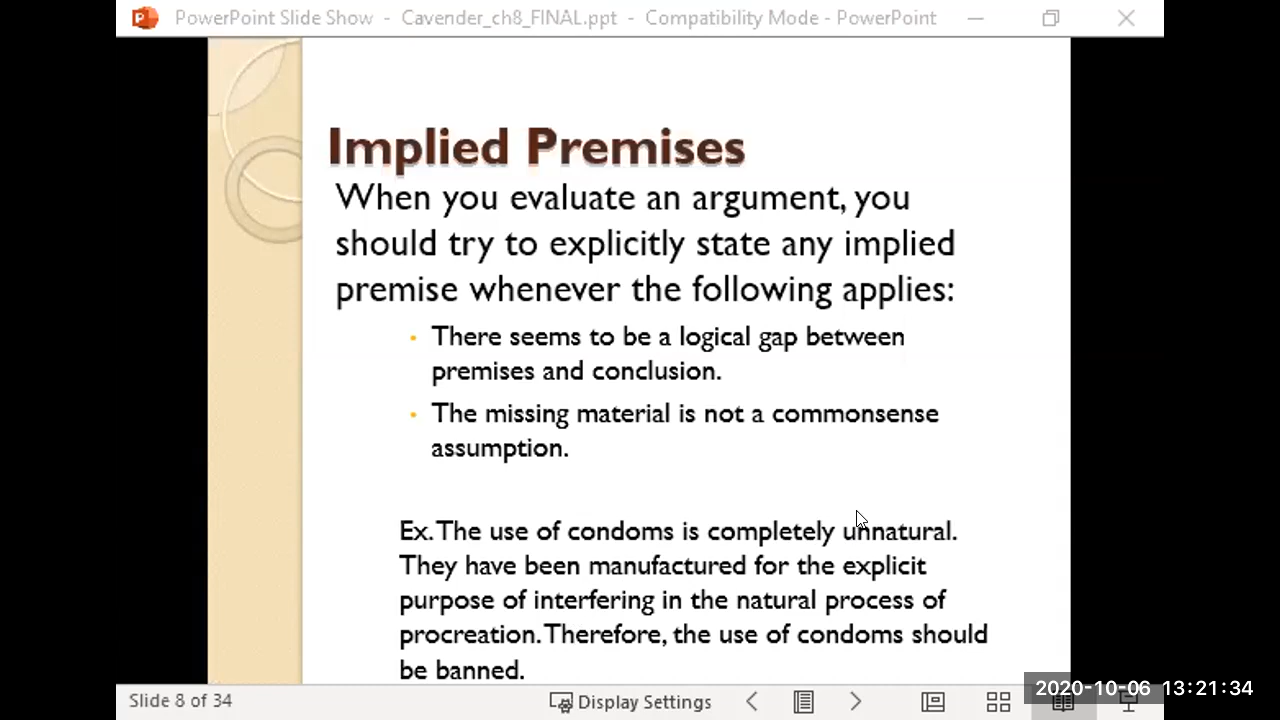 PowerPoint Slide Show - Cavender_ch8_FINAL.ppt - Compatibility Mode - PowerPoint
Implied Premises
When you evaluate an argument, you
should try to explicitly state any implied
premise whenever the following applies:
• There seems to be a logical gap between
premises and conclusion.
• The missing material is not a commonsense
assumption.
Ex. The use of condoms is completely unnatural.
They have been manufactured for the explicit
purpose of interfering in the natural process of
procreation. Therefore, the use of condoms should
be banned.
Slide 8 of 34
Display Settings
2020-10-06 13:21:34